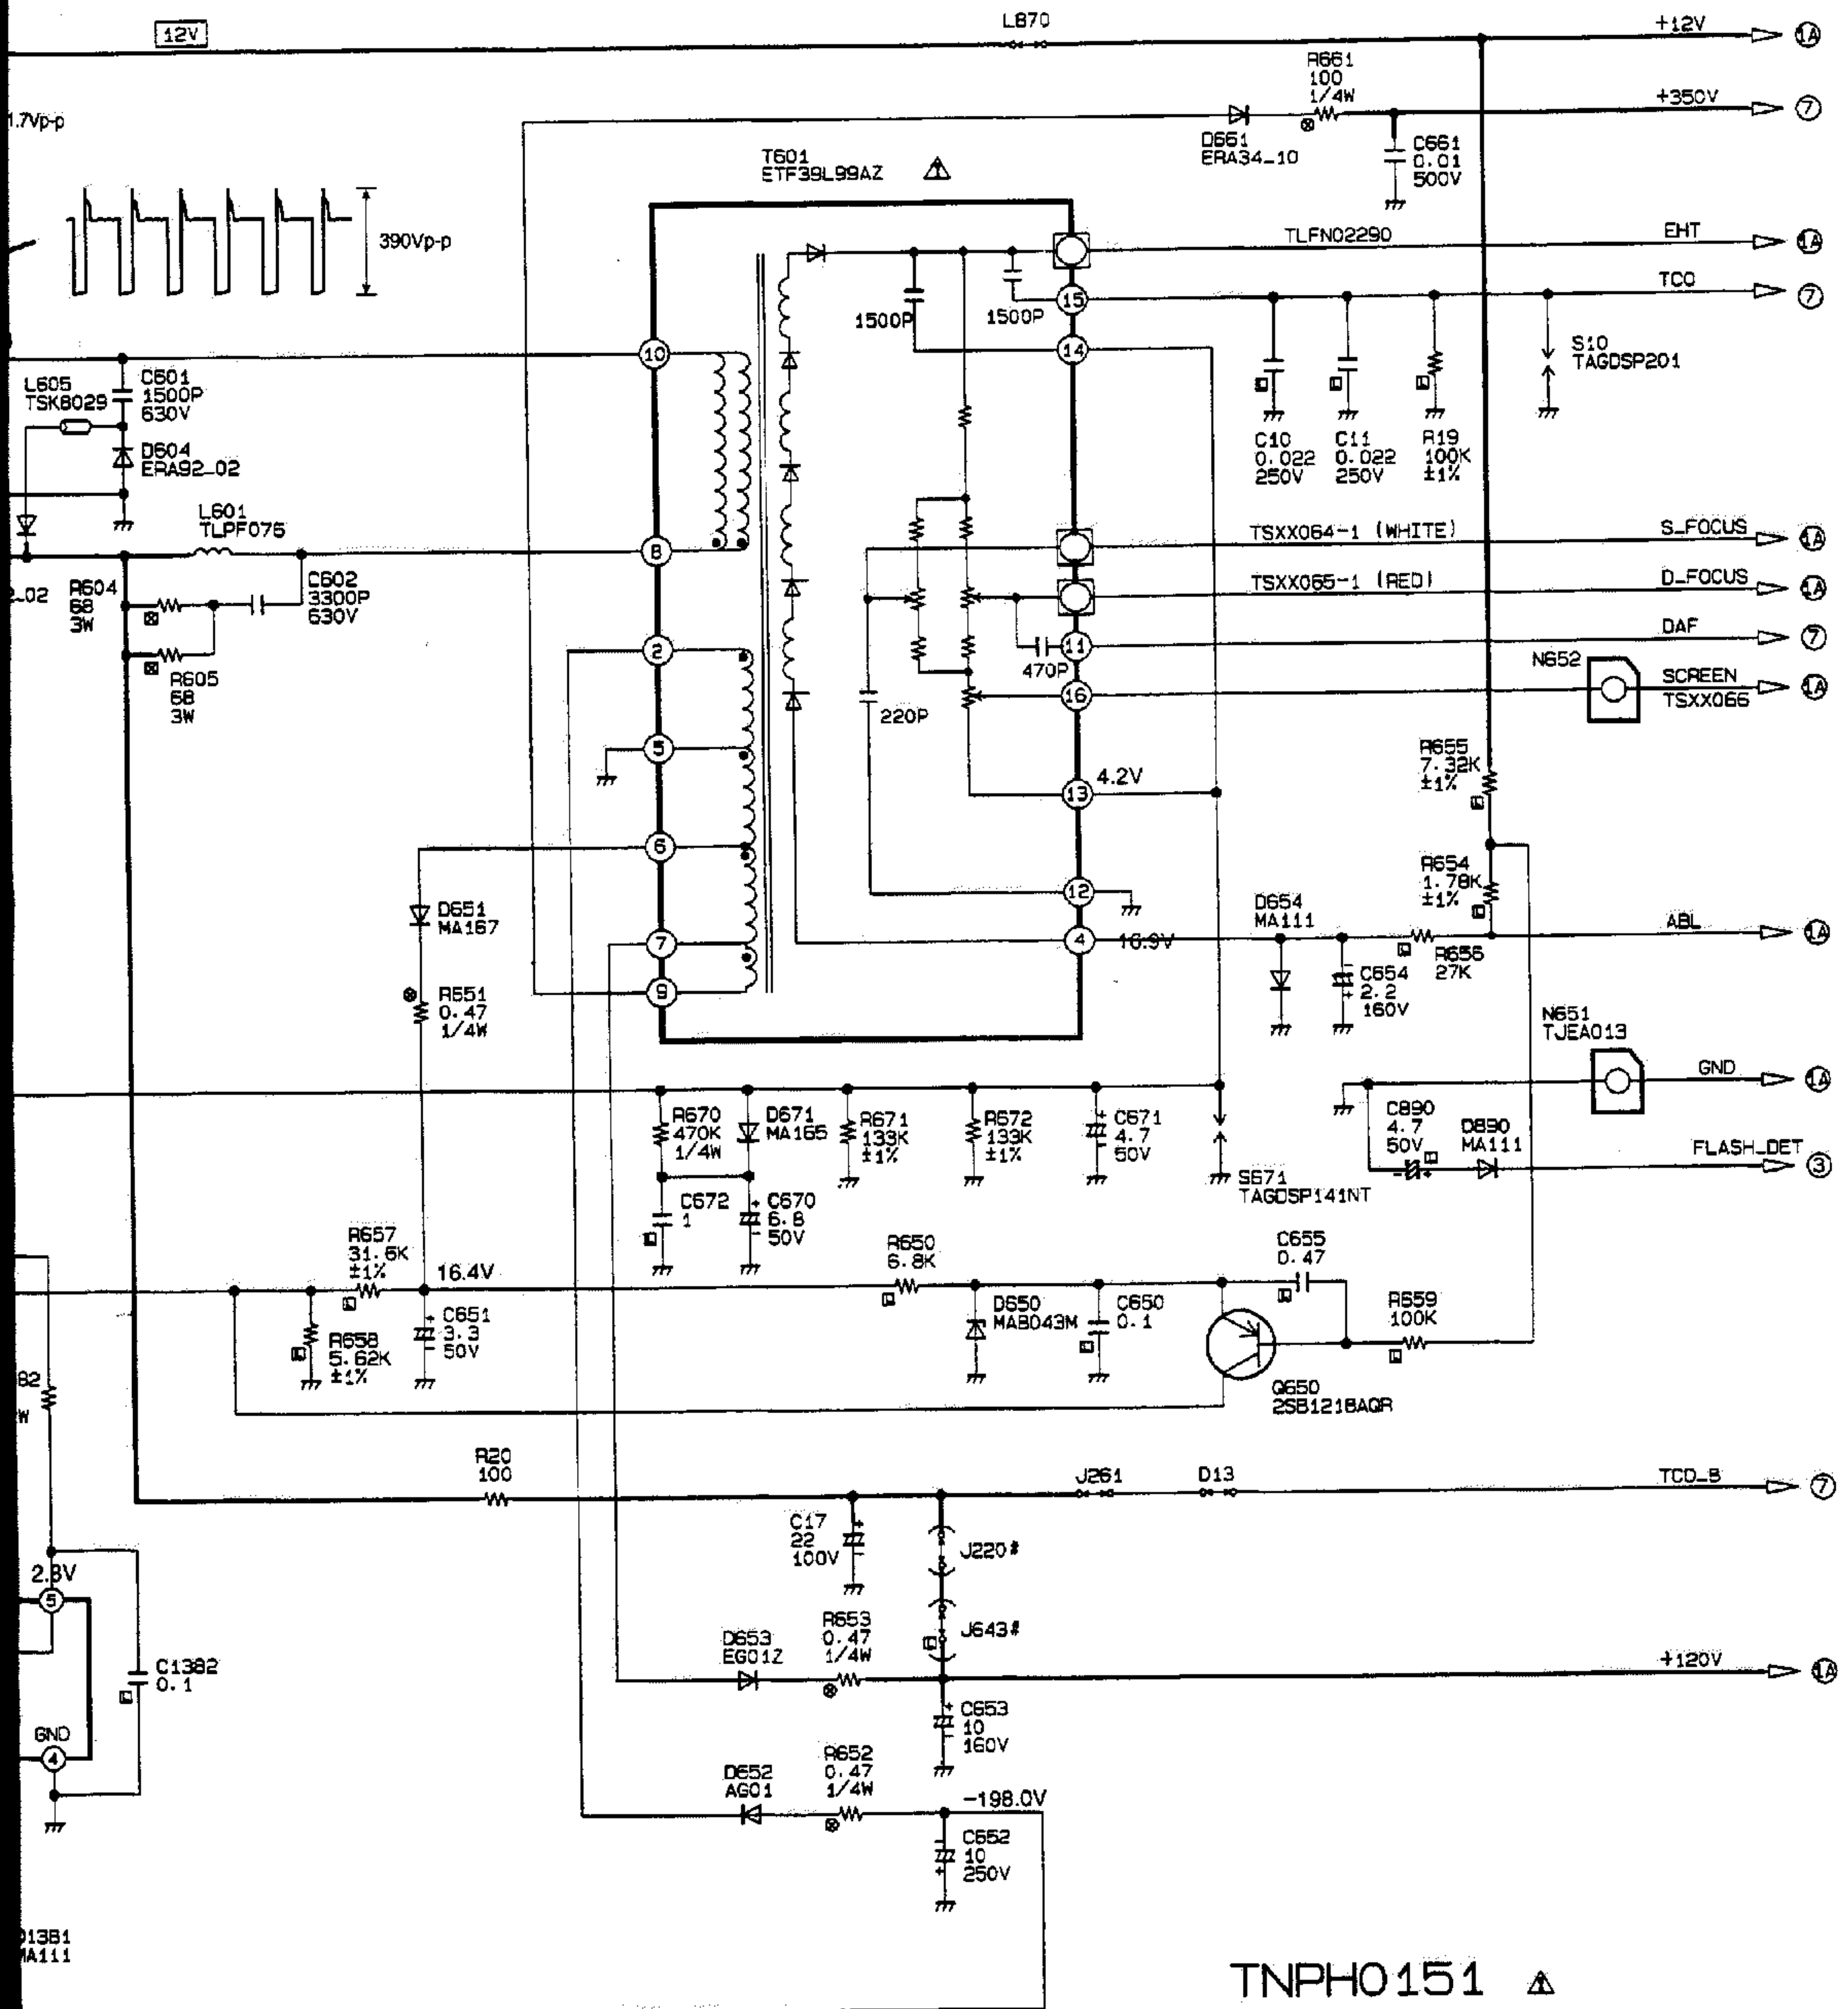 12V
L870
+12V
1A
1.7Vp-p
R661
100
1/4W
+350V
7
D661
ERA34_10
C661
0.01
500V
T601
ETF39L99AZ
390Vp-p
TLFN02290
EHT
1A
15
TCO
7
1500P
1500P
10
14
S10
TAGDSP201
L605
TSK8029
C601
1500P
630V
D604
ERA92_02
C10
0.022
250V
C11
0.022
250V
R19
100K
±1%
L601
TLPF075
8
TSXX064-1 (WHITE)
S_FOCUS
1A
_02
R604
68
3W
C602
3300P
630V
TSXX065-1 (RED)
D_FOCUS
1A
2
11
DAF
7
470P
R605
68
3W
N652
SCREEN
TSXX066
1A
16
220P
5
R655
7.32K
±1%
13
4.2V
6
R654
1.78K
±1%
12
D651
MA167
D654
MA111
7
4
16.9V
ABL
1A
R656
27K
C654
2.2
160V
9
R651
0.47
1/4W
N651
TJEA013
GND
1A
R670
470K
1/4W
D671
MA165
R671
133K
±1%
R672
133K
±1%
C671
4.7
50V
C890
4.7
50V
D890
MA111
FLASH_DET
3
S671
TAGDSP141NT
C672
1
C670
6.8
50V
R657
31.6K
±1%
16.4V
R650
6.8K
C655
0.47
R658
5.62K
±1%
C651
3.3
50V
D650
MA8043M
C650
0.1
R659
100K
82
W
Q650
2SB1218AQR
R20
100
J261
D13
TCO_B
7
C17
22
100V
J220#
2.8V
5
J643#
D653
EG01Z
R653
0.47
1/4W
+120V
1A
C1382
0.1
C653
10
160V
GND
4
D652
AG01
R652
0.47
1/4W
-198.0V
C652
10
250V
D1381
MA111
TNPH0151